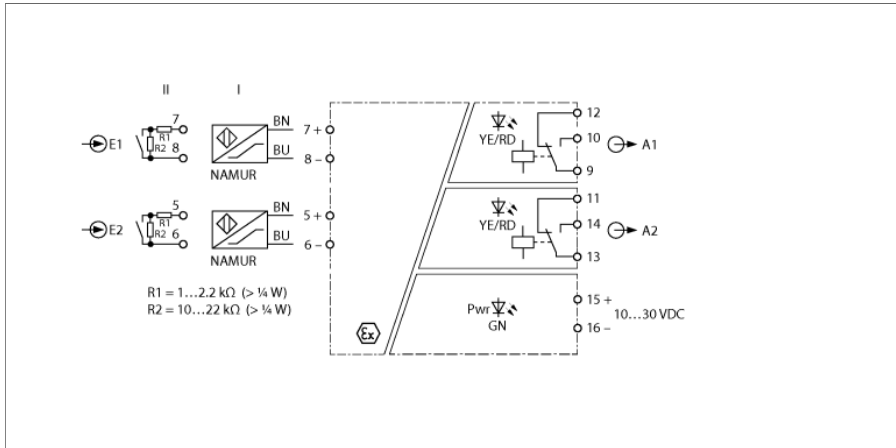 II I
7
R1
R2
8
E1
BN
7 +
BU
8 –
NAMUR
5
R1
R2
6
E2
BN
5 +
BU
6 –
NAMUR
R1 = 1...2.2 kΩ (> ¼ W)
R2 = 10...22 kΩ (> ¼ W)
Ex
YE/RD
12
10
9
A1
YE/RD
11
14
13
A2
Pwr
GN
15 +
16 –
10...30 VDC